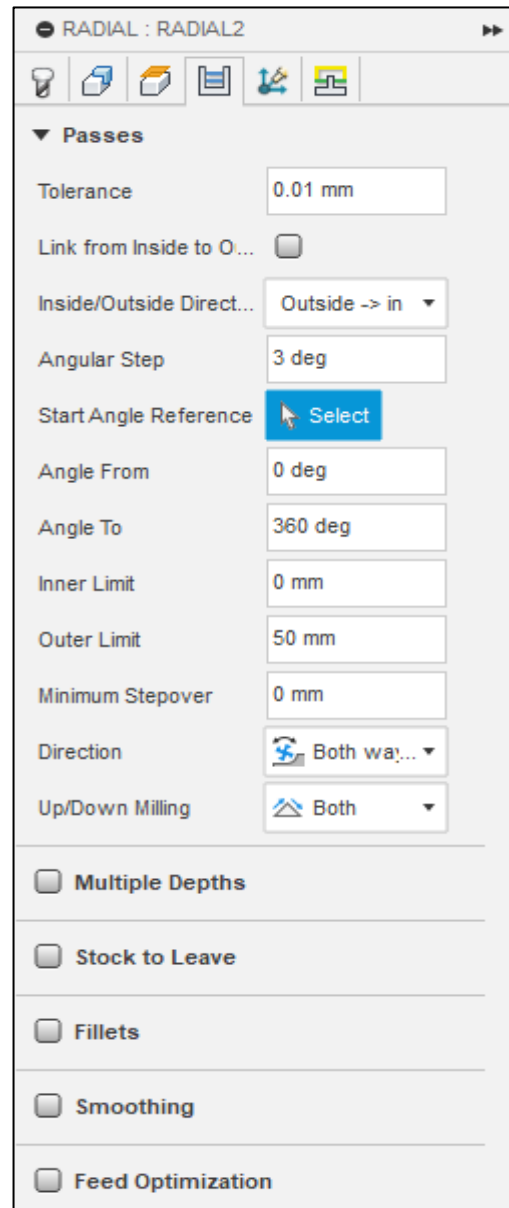 RADIAL : RADIAL2
Passes
Tolerance 0.01 mm
Link from Inside to O...
Inside/Outside Direct... Outside -> in
Angular Step 3 deg
Start Angle Reference Select
Angle From 0 deg
Angle To 360 deg
Inner Limit 0 mm
Outer Limit 50 mm
Minimum Stepover 0 mm
Direction Both way...
Up/Down Milling Both
Multiple Depths
Stock to Leave
Fillets
Smoothing
Feed Optimization